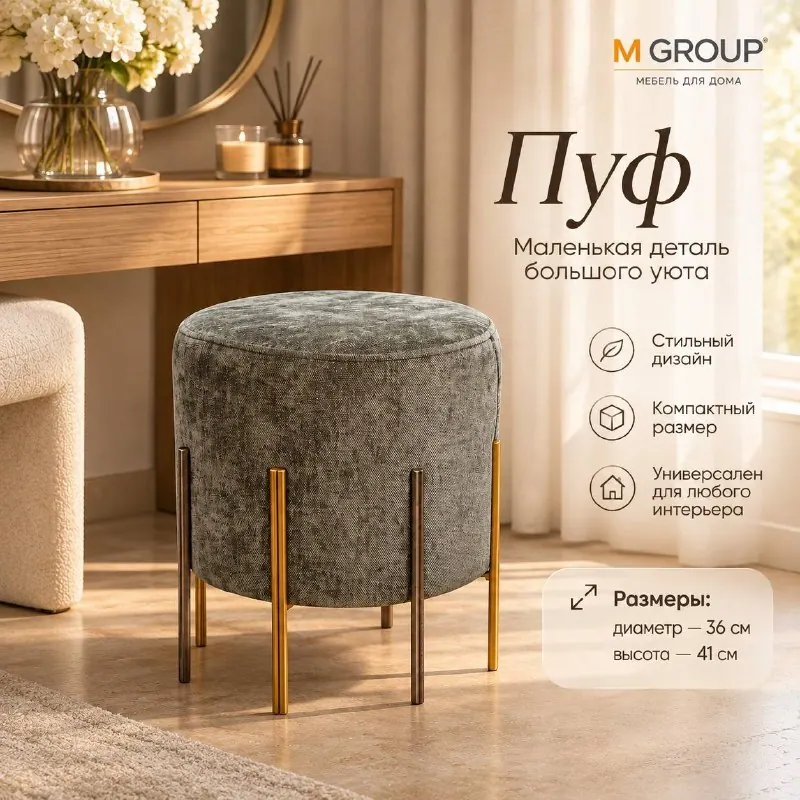 M GROUP®
МЕБЕЛЬ ДЛЯ ДОМА
Пуф
Маленькая деталь
большого уюта
Стильный
дизайн
Компактный
размер
Универсален
для любого
интерьера
Размеры:
диаметр — 36 см
высота — 41 см